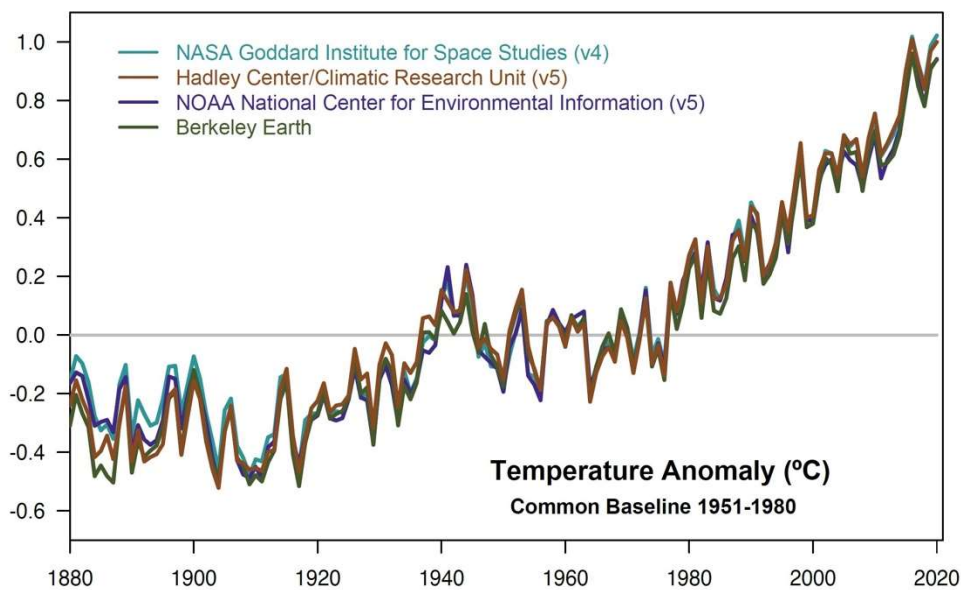 1.0
0.8
0.6
0.4
0.2
0.0
-0.2
-0.4
-0.6
NASA Goddard Institute for Space Studies (v4)
Hadley Center/Climatic Research Unit (v5)
NOAA National Center for Environmental Information (v5)
Berkeley Earth
Temperature Anomaly (ºC)
Common Baseline 1951-1980
1880 1900 1920 1940 1960 1980 2000 2020